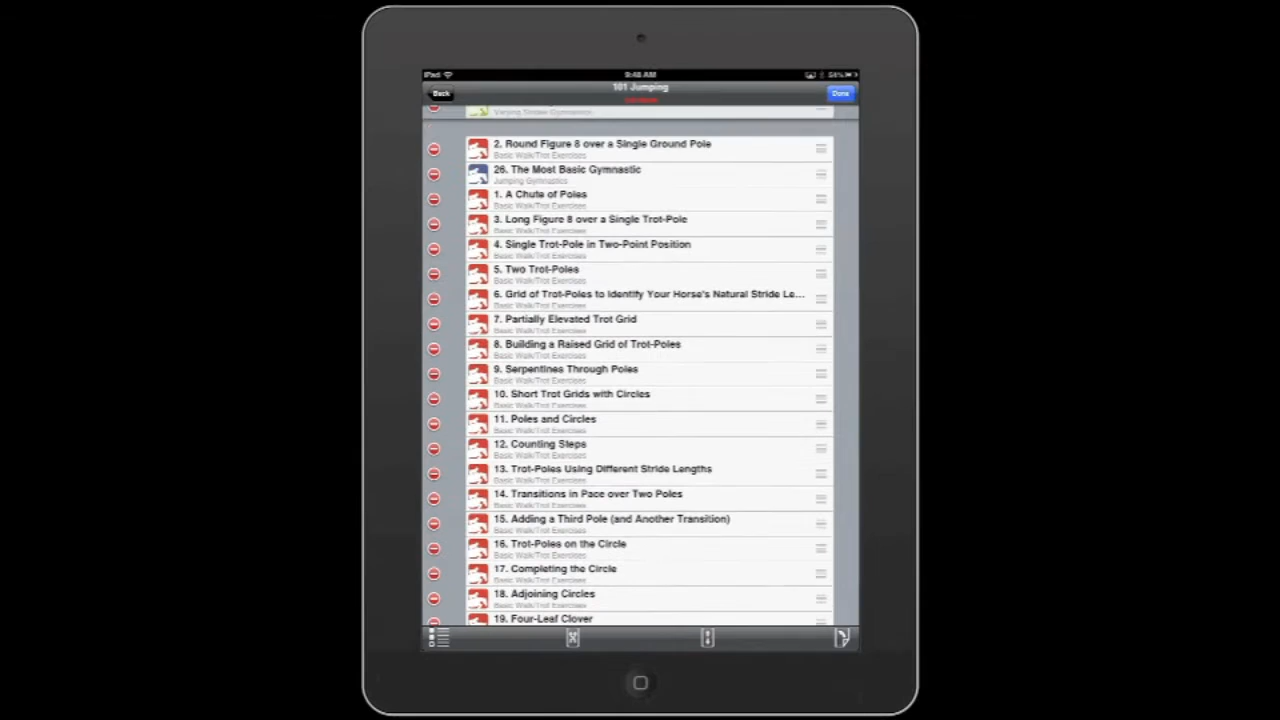 iPad
9:48 AM
Back
101 Jumping
Done
Varying Strides Gymnastics
2. Round Figure 8 over a Single Ground Pole
Basic Walk/Trot Exercises
26. The Most Basic Gymnastic
Jumping Gymnastics
1. A Chute of Poles
Basic Walk/Trot Exercises
3. Long Figure 8 over a Single Trot-Pole
Basic Walk/Trot Exercises
4. Single Trot-Pole in Two-Point Position
Basic Walk/Trot Exercises
5. Two Trot-Poles
Basic Walk/Trot Exercises
6. Grid of Trot-Poles to Identify Your Horse's Natural Stride Le...
Basic Walk/Trot Exercises
7. Partially Elevated Trot Grid
Basic Walk/Trot Exercises
8. Building a Raised Grid of Trot-Poles
Basic Walk/Trot Exercises
9. Serpentines Through Poles
Basic Walk/Trot Exercises
10. Short Trot Grids with Circles
Basic Walk/Trot Exercises
11. Poles and Circles
Basic Walk/Trot Exercises
12. Counting Steps
Basic Walk/Trot Exercises
13. Trot-Poles Using Different Stride Lengths
Basic Walk/Trot Exercises
14. Transitions in Pace over Two Poles
Basic Walk/Trot Exercises
15. Adding a Third Pole (and Another Transition)
Basic Walk/Trot Exercises
16. Trot-Poles on the Circle
Basic Walk/Trot Exercises
17. Completing the Circle
Basic Walk/Trot Exercises
18. Adjoining Circles
Basic Walk/Trot Exercises
19. Four-Leaf Clover